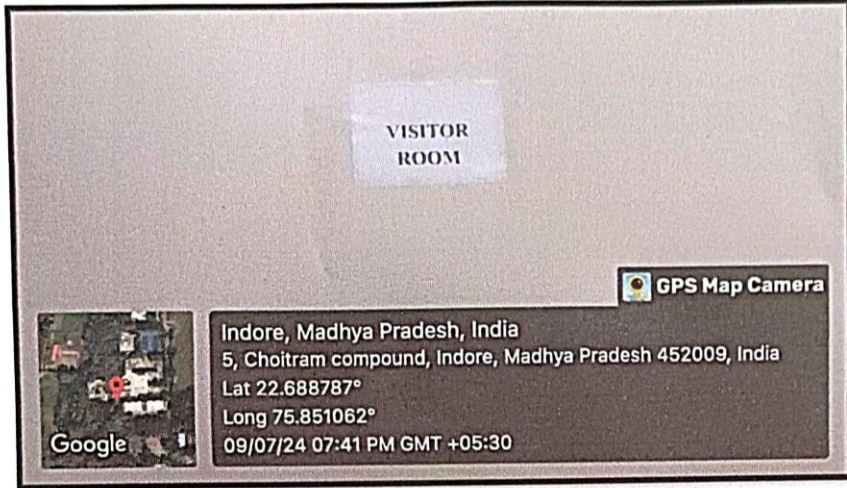 VISITOR
ROOM
GPS Map Camera
Google
Indore, Madhya Pradesh, India
5, Choitram compound, Indore, Madhya Pradesh 452009, India
Lat 22.688787°
Long 75.851062°
09/07/24 07:41 PM GMT +05:30